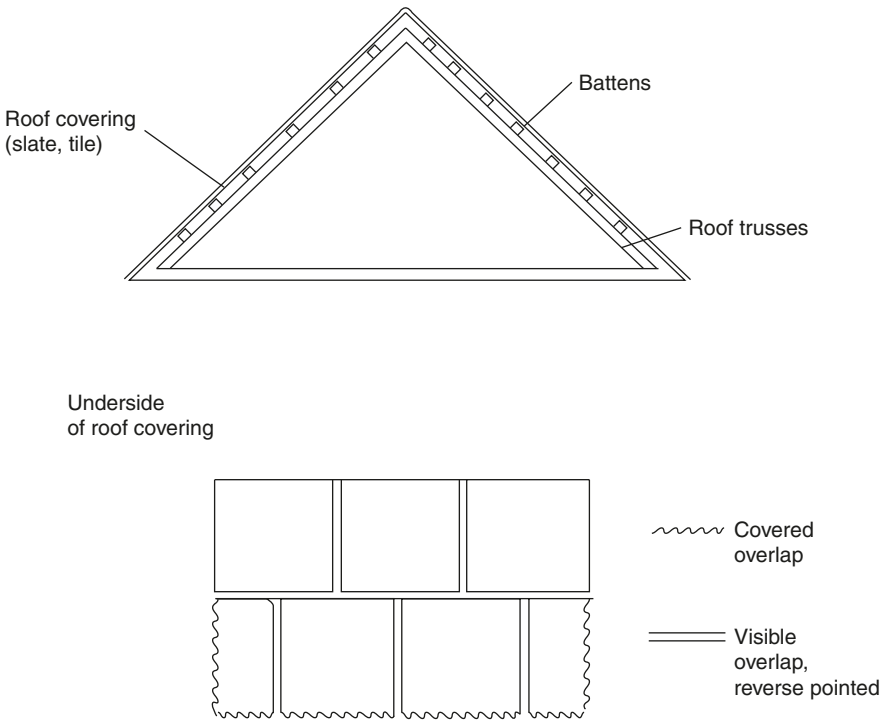 Battens
Roof covering
(slate, tile)
Roof trusses
Underside
of roof covering
Covered
overlap
Visible
overlap,
reverse pointed